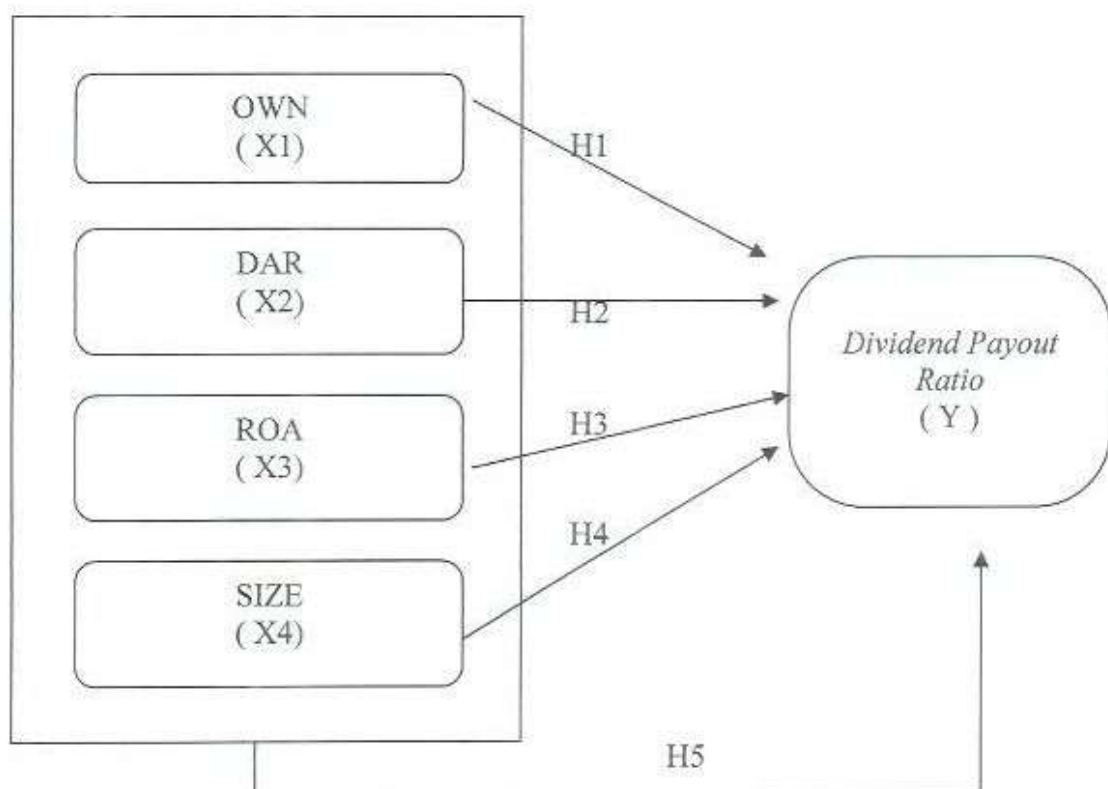 OWN
( X1)
H1
DAR
( X2)
H2
Dividend Payout
Ratio
( Y )
ROA
( X3)
H3
H4
SIZE
( X4)
H5